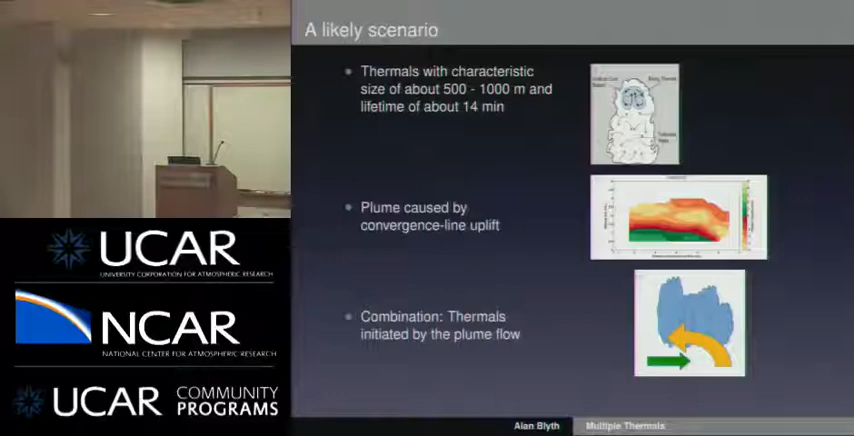 A likely scenario
Thermals with characteristic
size of about 500 - 1000 m and
lifetime of about 14 min
Plume caused by
convergence-line uplift
Combination: Thermals
initiated by the plume flow
Alan Blyth
Multiple Thermals
UCAR
UNIVERSITY CORPORATION FOR ATMOSPHERIC RESEARCH
NCAR
NATIONAL CENTER FOR ATMOSPHERIC RESEARCH
UCAR
COMMUNITY
PROGRAMS